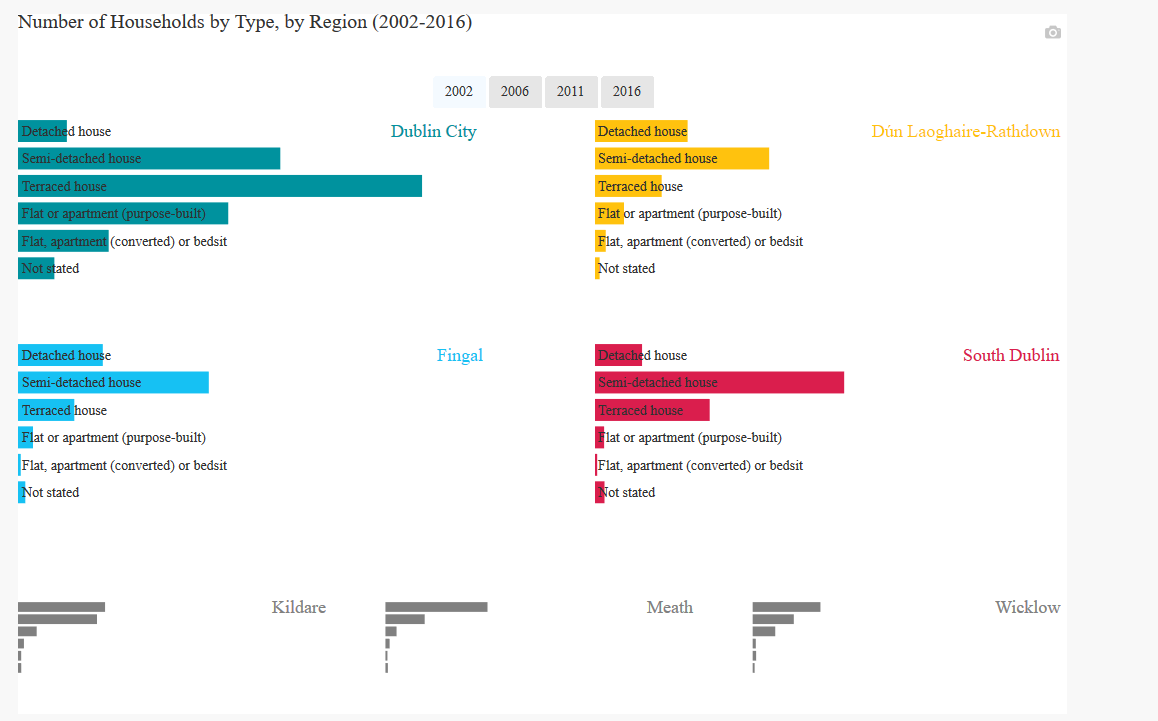 Number of Households by Type, by Region (2002-2016)
2002 2006 2011 2016
Dublin City
Detached house
Semi-detached house
Terraced house
Flat or apartment (purpose-built)
Flat, apartment (converted) or bedsit
Not stated
Dún Laoghaire-Rathdown
Detached house
Semi-detached house
Terraced house
Flat or apartment (purpose-built)
Flat, apartment (converted) or bedsit
Not stated
Fingal
Detached house
Semi-detached house
Terraced house
Flat or apartment (purpose-built)
Flat, apartment (converted) or bedsit
Not stated
South Dublin
Detached house
Semi-detached house
Terraced house
Flat or apartment (purpose-built)
Flat, apartment (converted) or bedsit
Not stated
Kildare
Meath
Wicklow